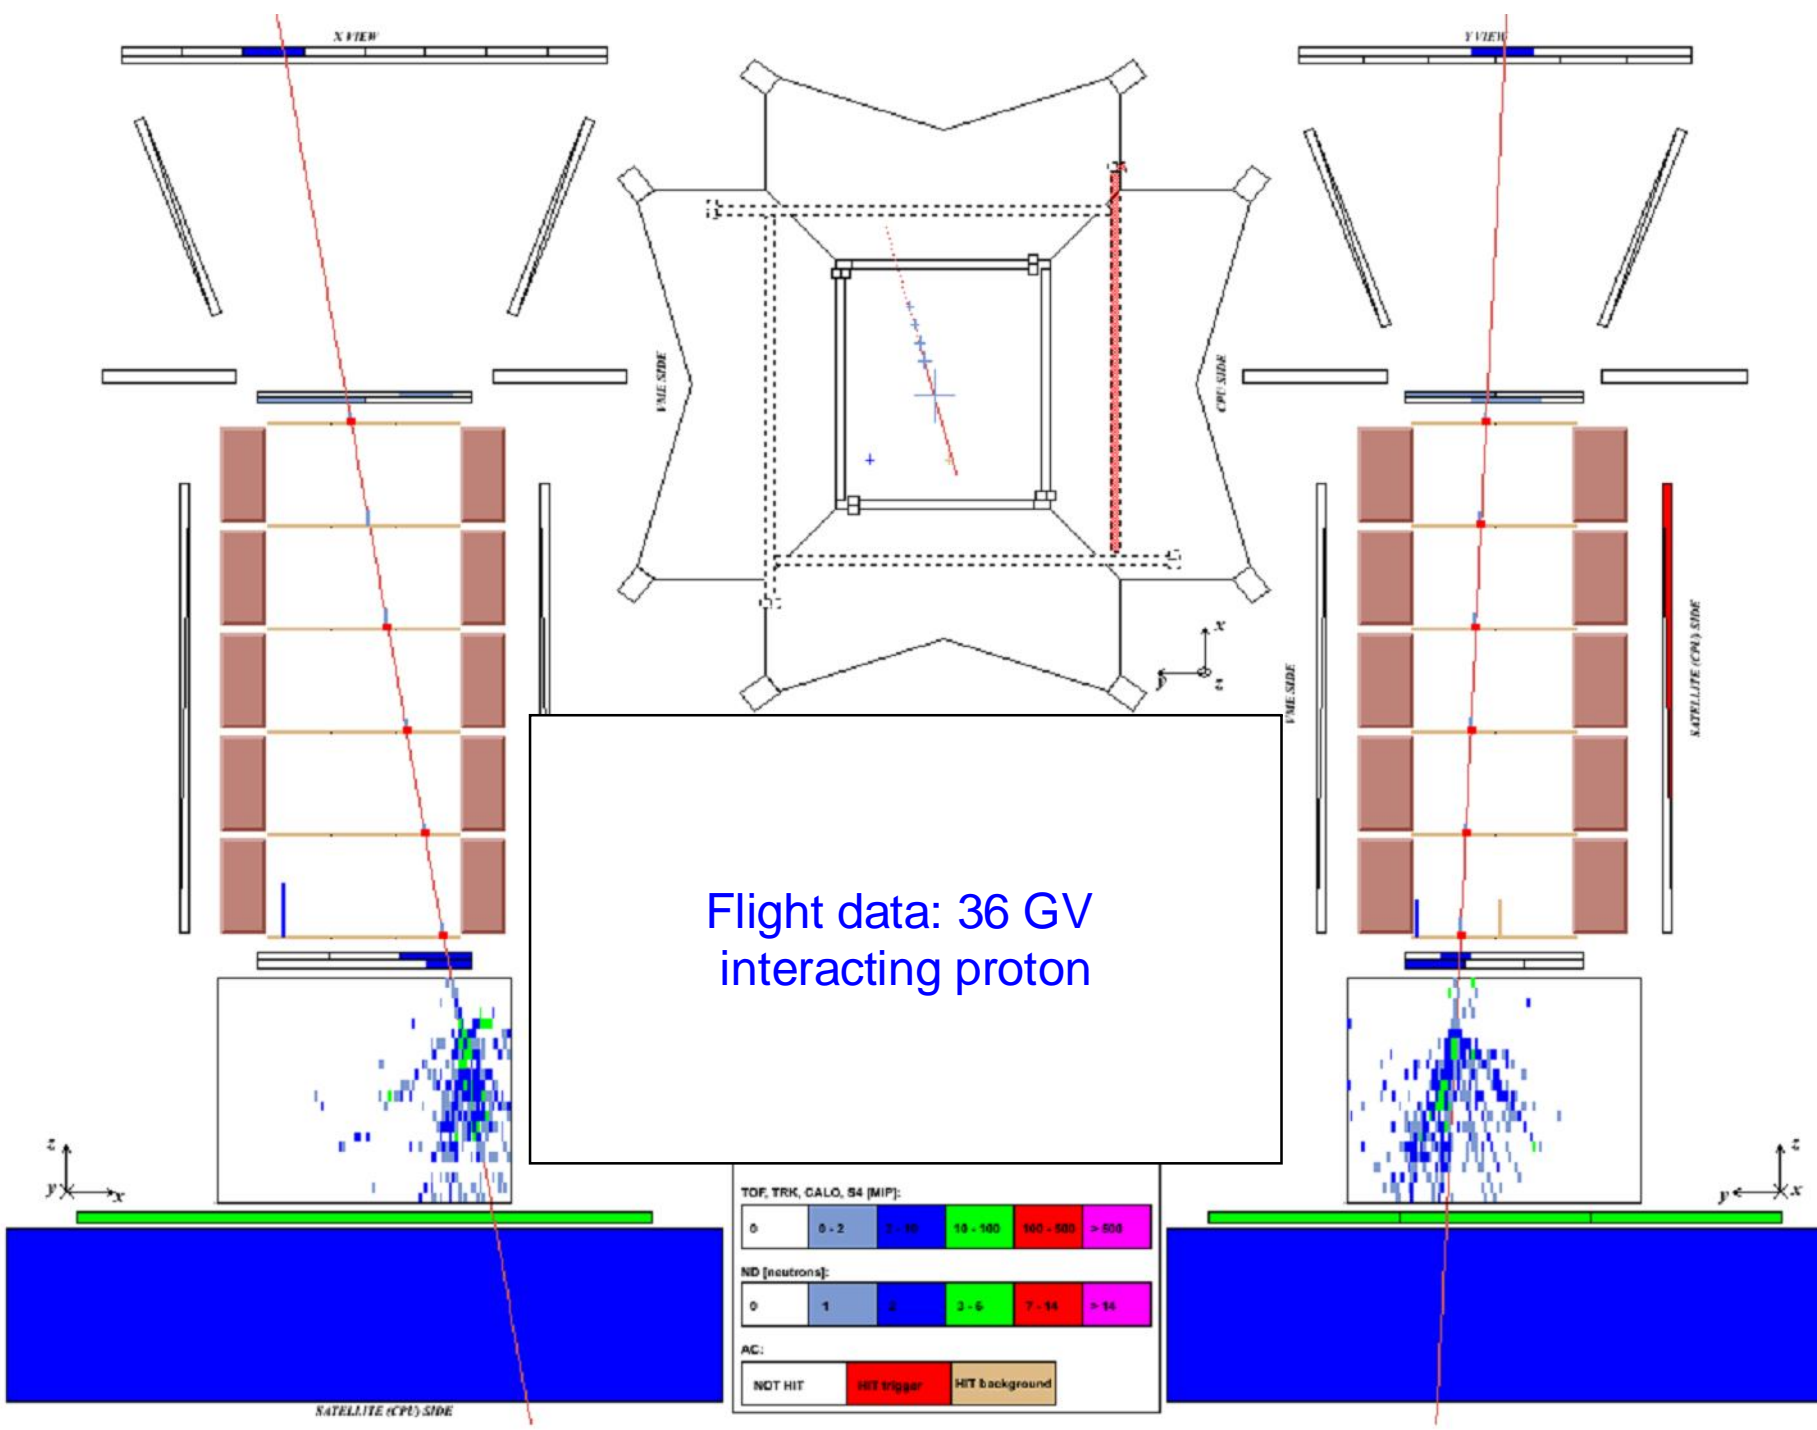 X VIEW
Y VIEW
VME SIDE
CPU SIDE
x
y
z
VME SIDE
SATELLITE (CPU) SIDE
Flight data: 36 GV
interacting proton
z
y
x
z
y
x
TOF, TRK, CALO, S4 [MIP]:
0
0 - 2
2 - 10
10 - 100
100 - 500
> 500
ND [neutrons]:
0
1
2
3 - 6
7 - 14
> 14
AC:
NOT HIT
HIT trigger
HIT background
SATELLITE (CPU) SIDE